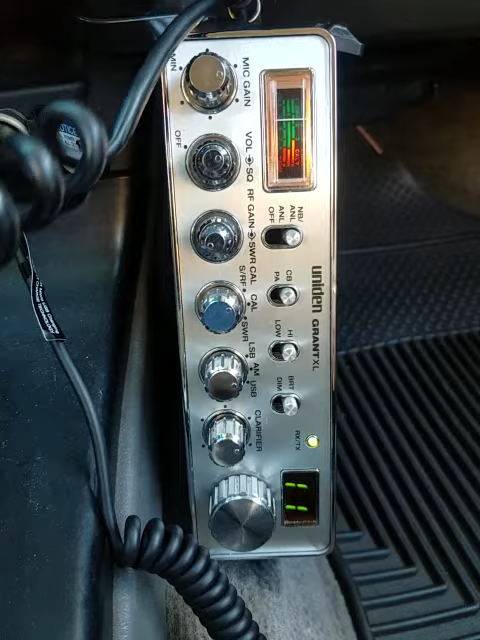 MIC GAIN
MIN
VOL SQ
OFF
RF GAIN SWR CAL
S/RF CAL SWR
LSB AM USB
CLARIFIER
NB/
ANL
ANL
OFF
CB
PA
HI
LOW
BRT
DIM
RX/TX
uniden GRANT XL
11